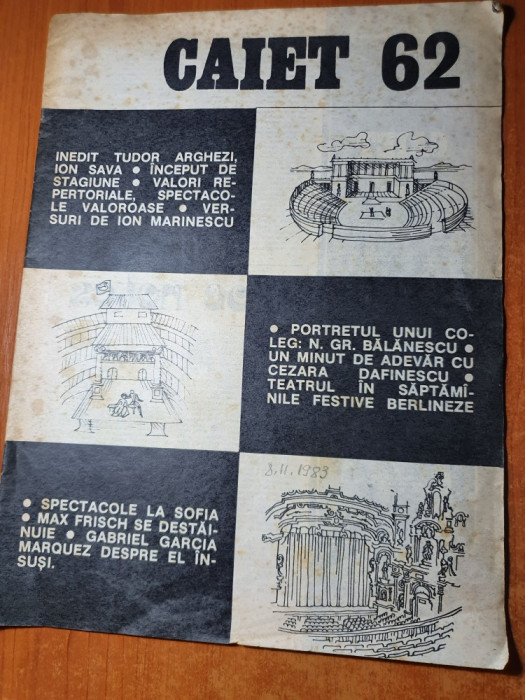 CAIET 62
INEDIT TUDOR ARGHEZI,
ION SAVA • ÎNCEPUT DE
STAGIUNE • VALORI RE-
PERTORIALE, SPECTACO-
LE VALOROASE • VER-
SURI DE ION MARINESCU
• PORTRETUL UNUI CO-
LEG: N. GR. BĂLĂNESCU •
UN MINUT DE ADEVĂR CU
CEZARA DAFINESCU •
TEATRUL ÎN SĂPTĂMÎ-
NILE FESTIVE BERLINEZE
8.11.1983
• SPECTACOLE LA SOFIA
• MAX FRISCH SE DESTĂI-
NUIE • GABRIEL GARÇIA
MARQUEZ DESPRE EL ÎN-
SUȘI.